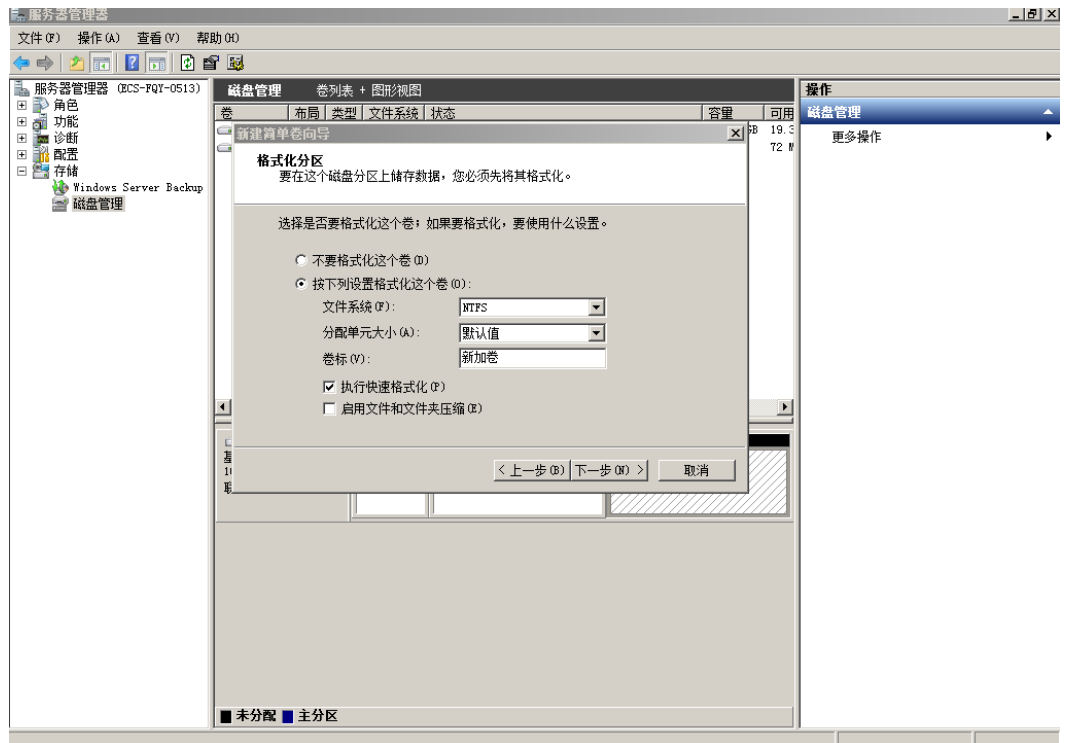 服务器管理器
文件(F) 操作(A) 查看(V) 帮助(H)
服务器管理器 (ECS-FQY-0513)
角色
功能
诊断
配置
存储
Windows Server Backup
磁盘管理
磁盘管理 卷列表 + 图形视图
卷 布局 类型 文件系统 状态 容量 可用
新建简单卷向导
格式化分区
要在这个磁盘分区上储存数据，您必须先将其格式化。
选择是否要格式化这个卷；如果要格式化，要使用什么设置。
不要格式化这个卷(D)
按下列设置格式化这个卷(O):
文件系统(F): NTFS
分配单元大小(A): 默认值
卷标(V): 新加卷
执行快速格式化(P)
启用文件和文件夹压缩(E)
< 上一步(B) 下一步(N) > 取消
19.3
72
基
未分配 主分区
操作
磁盘管理
更多操作